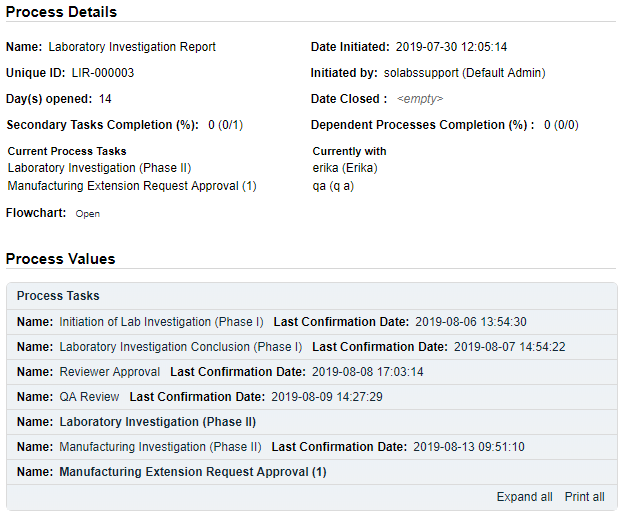 Process Details
Name: Laboratory Investigation Report Date Initiated: 2019-07-30 12:05:14
Unique ID: LIR-000003 Initiated by: solabssupport (Default Admin)
Day(s) opened: 14 Date Closed : <empty>
Secondary Tasks Completion (%): 0 (0/1) Dependent Processes Completion (%) : 0 (0/0)
Current Process Tasks Currently with
Laboratory Investigation (Phase II) erika (Erika)
Manufacturing Extension Request Approval (1) qa (q a)
Flowchart: Open
Process Values
Process Tasks
Name: Initiation of Lab Investigation (Phase I) Last Confirmation Date: 2019-08-06 13:54:30
Name: Laboratory Investigation Conclusion (Phase I) Last Confirmation Date: 2019-08-07 14:54:22
Name: Reviewer Approval Last Confirmation Date: 2019-08-08 17:03:14
Name: QA Review Last Confirmation Date: 2019-08-09 14:27:29
Name: Laboratory Investigation (Phase II)
Name: Manufacturing Investigation (Phase II) Last Confirmation Date: 2019-08-13 09:51:10
Name: Manufacturing Extension Request Approval (1)
Expand all Print all